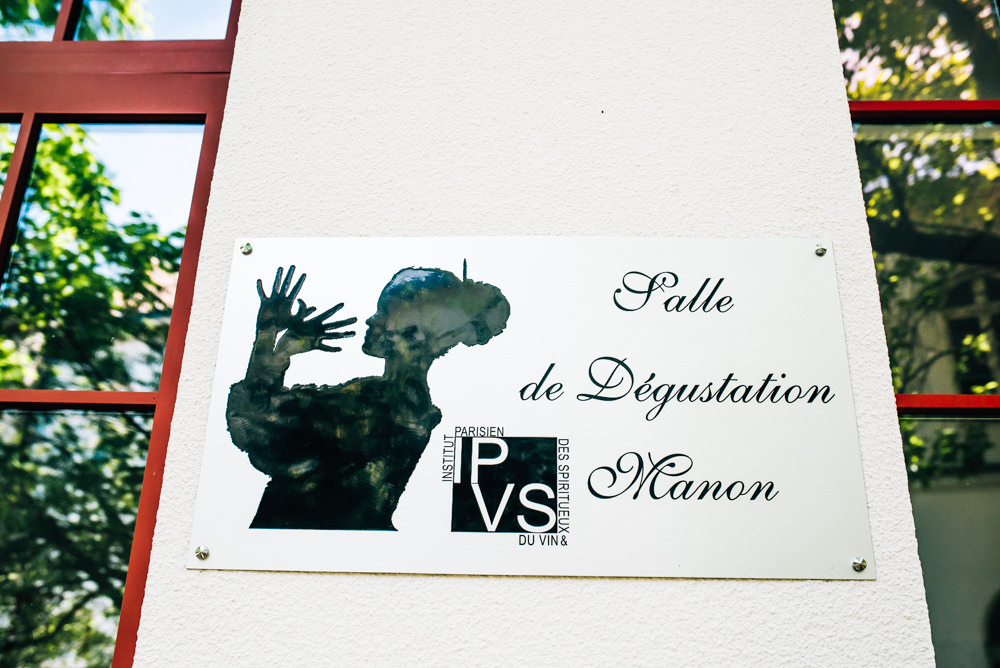 Salle
de Dégustation
Manon
INSTITUT
PARISIEN
DU VIN &
DES SPIRITUEUX
IP
VS